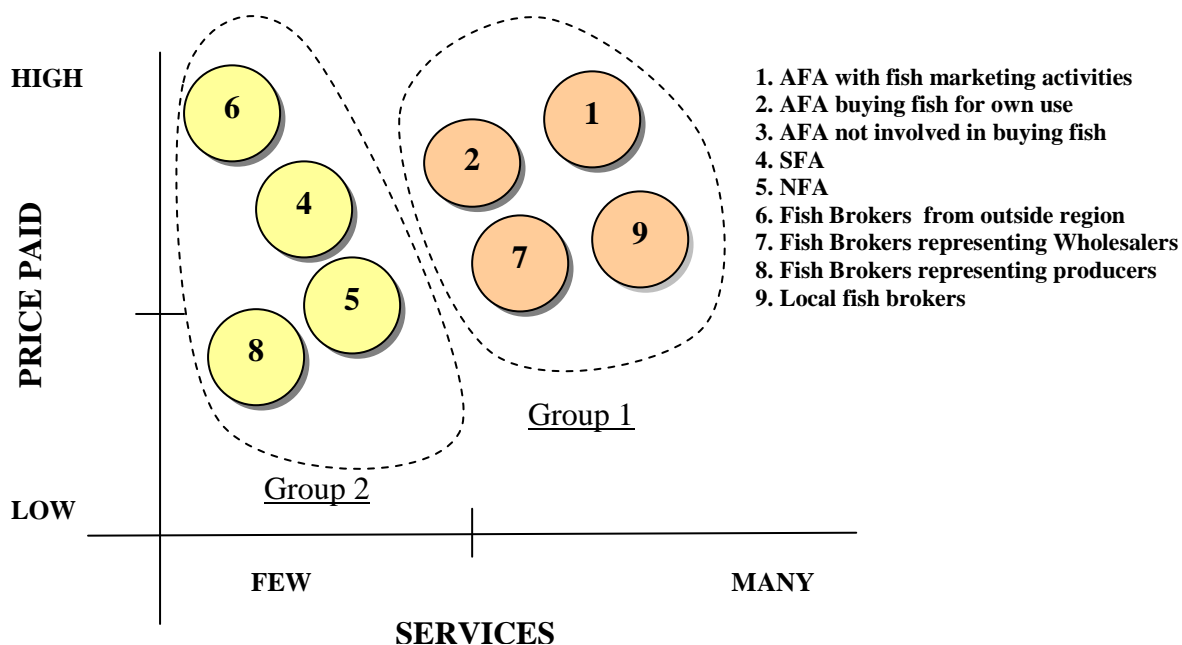 HIGH
6
1
2
4
9
7
5
8
PRICE PAID
Group 1
Group 2
LOW
FEW
MANY
SERVICES
1. AFA with fish marketing activities
2. AFA buying fish for own use
3. AFA not involved in buying fish
4. SFA
5. NFA
6. Fish Brokers from outside region
7. Fish Brokers representing Wholesalers
8. Fish Brokers representing producers
9. Local fish brokers